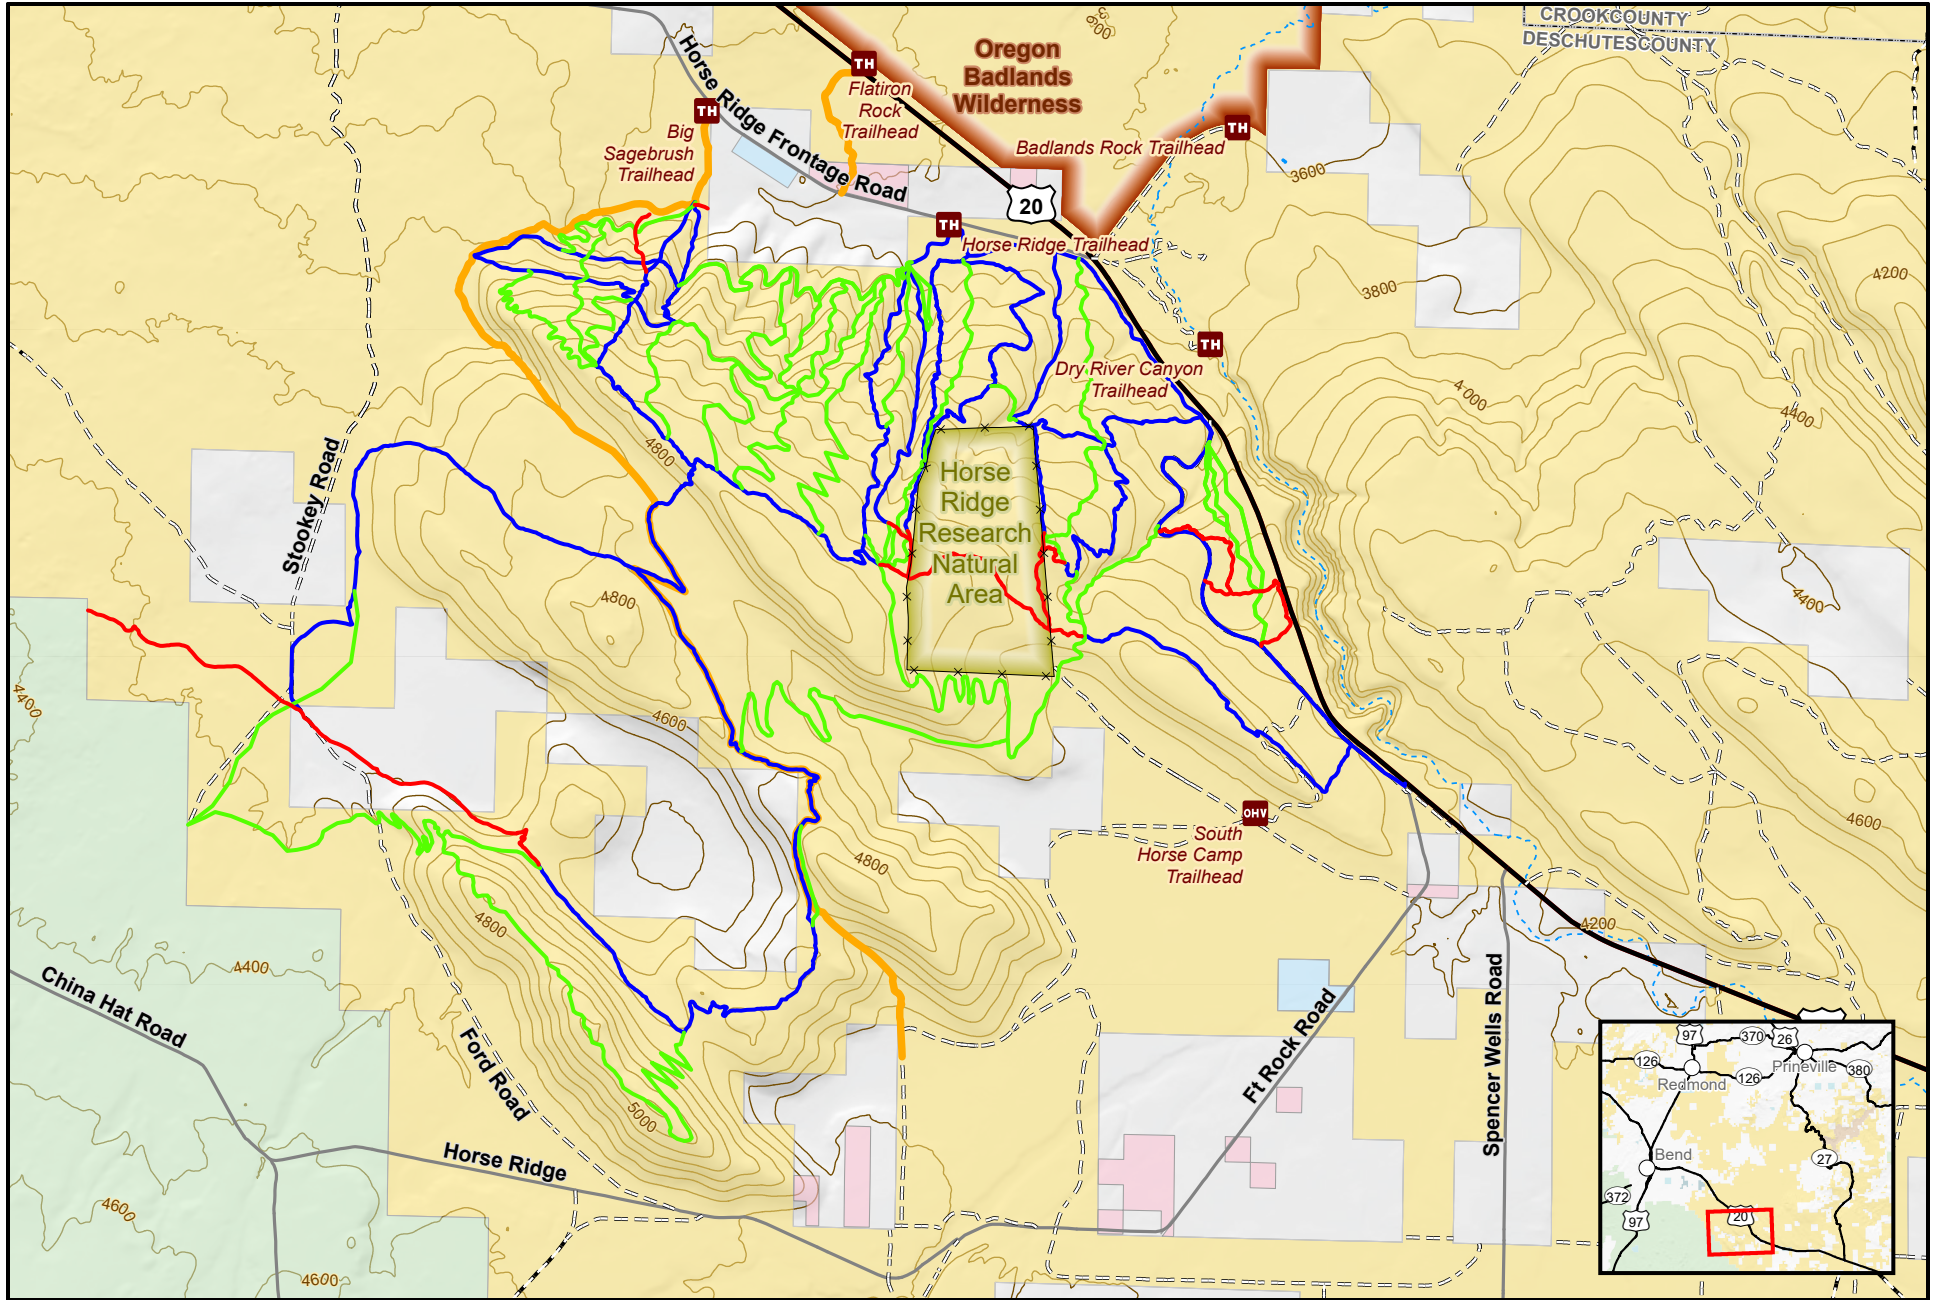 CROOKCOUNTY
DESCHUTESCOUNTY
Oregon
Badlands
Wilderness
Horse Ridge Frontage Road
TH
Flatiron
Rock
Trailhead
TH
Big
Sagebrush
Trailhead
TH
Badlands Rock Trailhead
3600
20
TH
Horse Ridge Trailhead
3800
4200
TH
Dry River Canyon
Trailhead
4000
4400
4800
Stookey Road
Horse
Ridge
Research
Natural
Area
4800
4400
4400
4600
OHV
South
Horse Camp
Trailhead
4800
4600
4800
4200
4400
China Hat Road
Ford Road
5000
Horse Ridge
4600
4600
Ft Rock Road
Spencer Wells Road
97
370
26
126
Prineville
Redmond
126
380
Bend
27
372
97
20